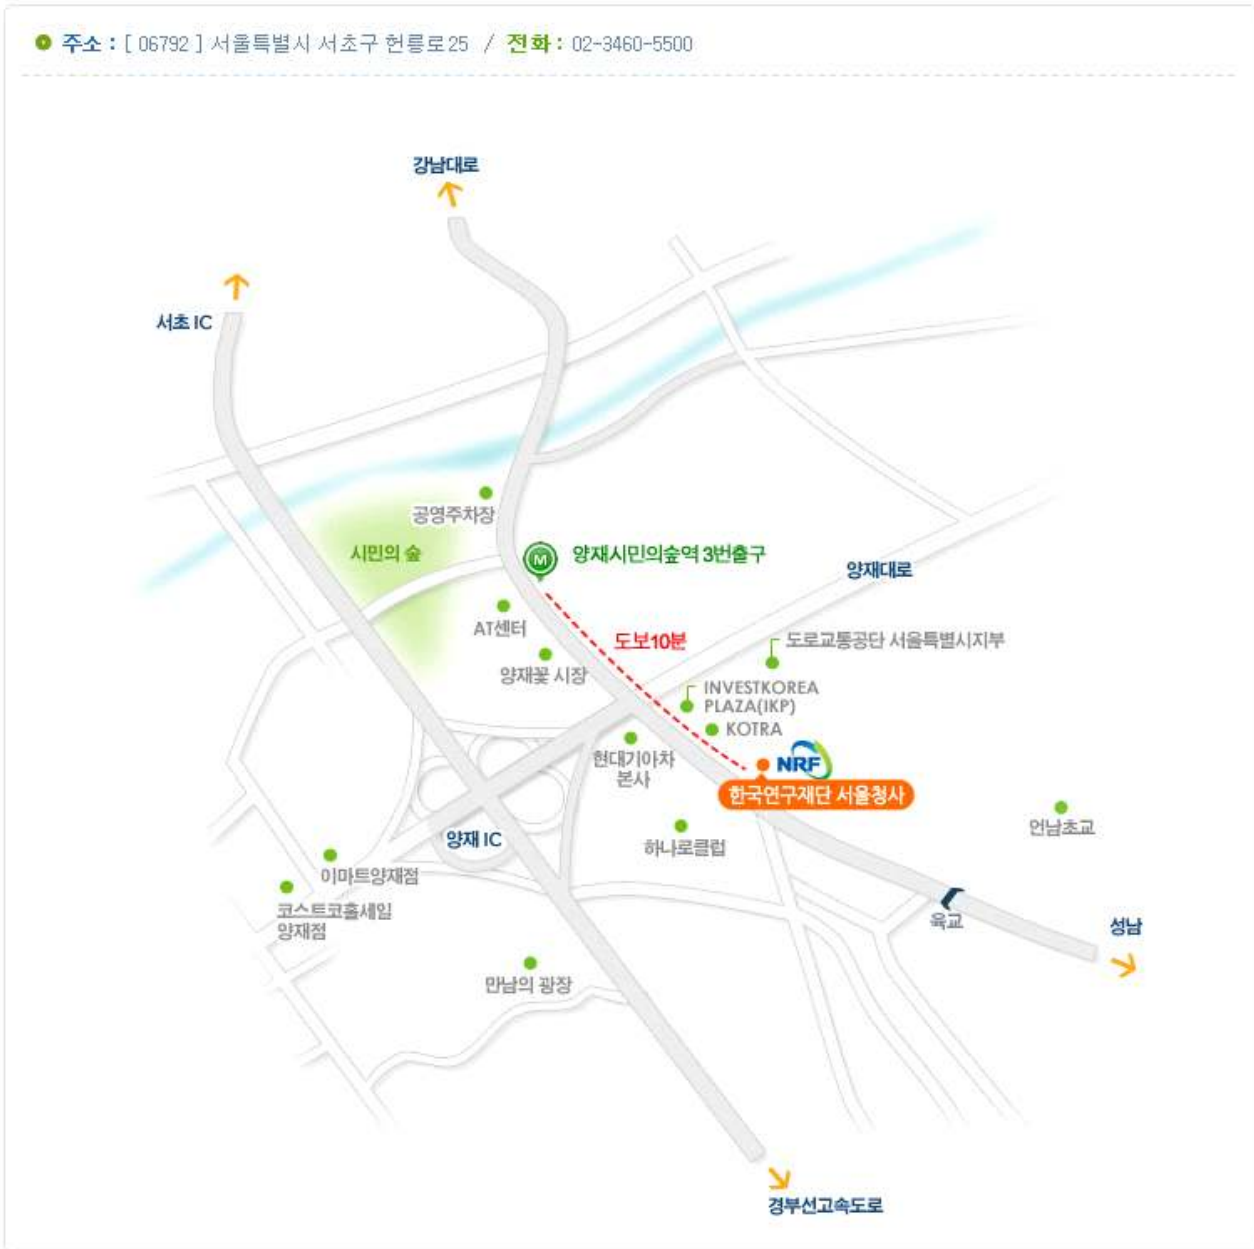 주소 : [ 06792 ] 서울특별시 서초구 헌릉로25 / 전화 : 02-3460-5500
강남대로
서초 IC
공영주차장
시민의 숲
M
양재시민의숲역 3번출구
양재대로
AT센터
도보10분
도로교통공단 서울특별시지부
양재꽃 시장
INVESTKOREA
PLAZA(IKP)
KOTRA
현대기아차
본사
NRF
한국연구재단 서울청사
언남초교
양재 IC
하나로클럽
이마트양재점
코스트코홀세일
양재점
육교
성남
만남의 광장
경부선고속도로